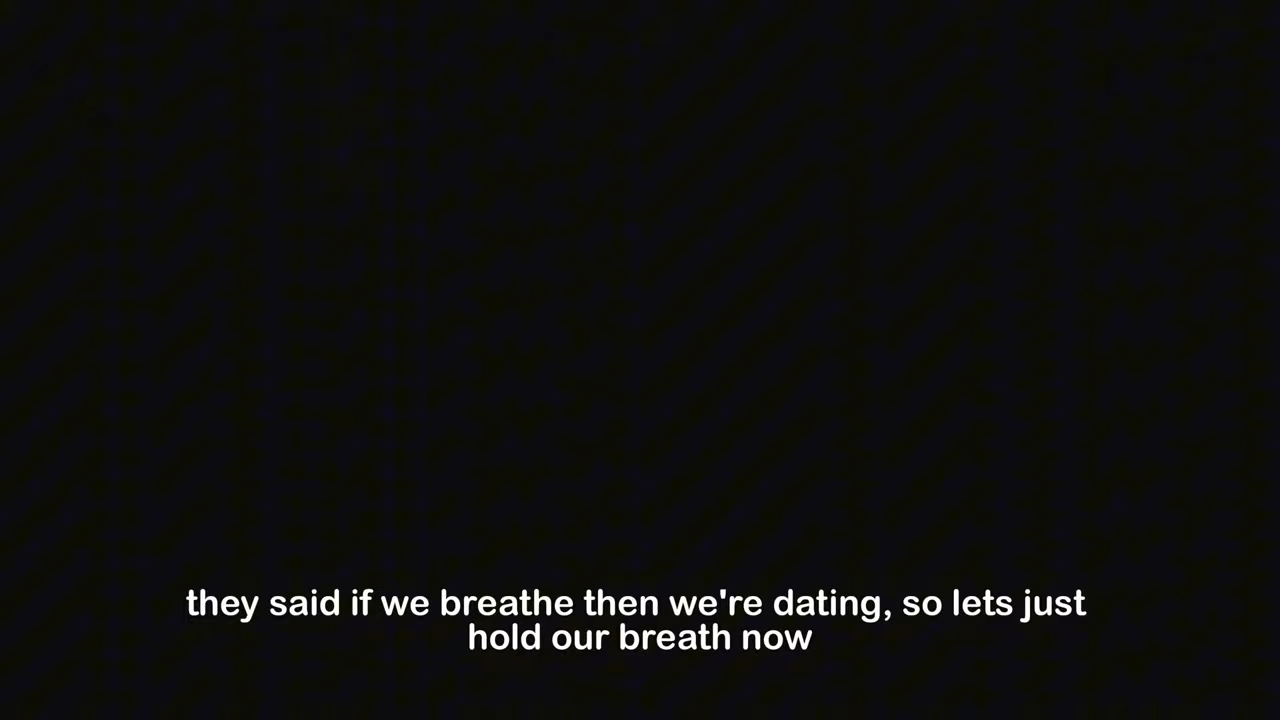 they said if we breathe then we're dating, so lets just
hold our breath now